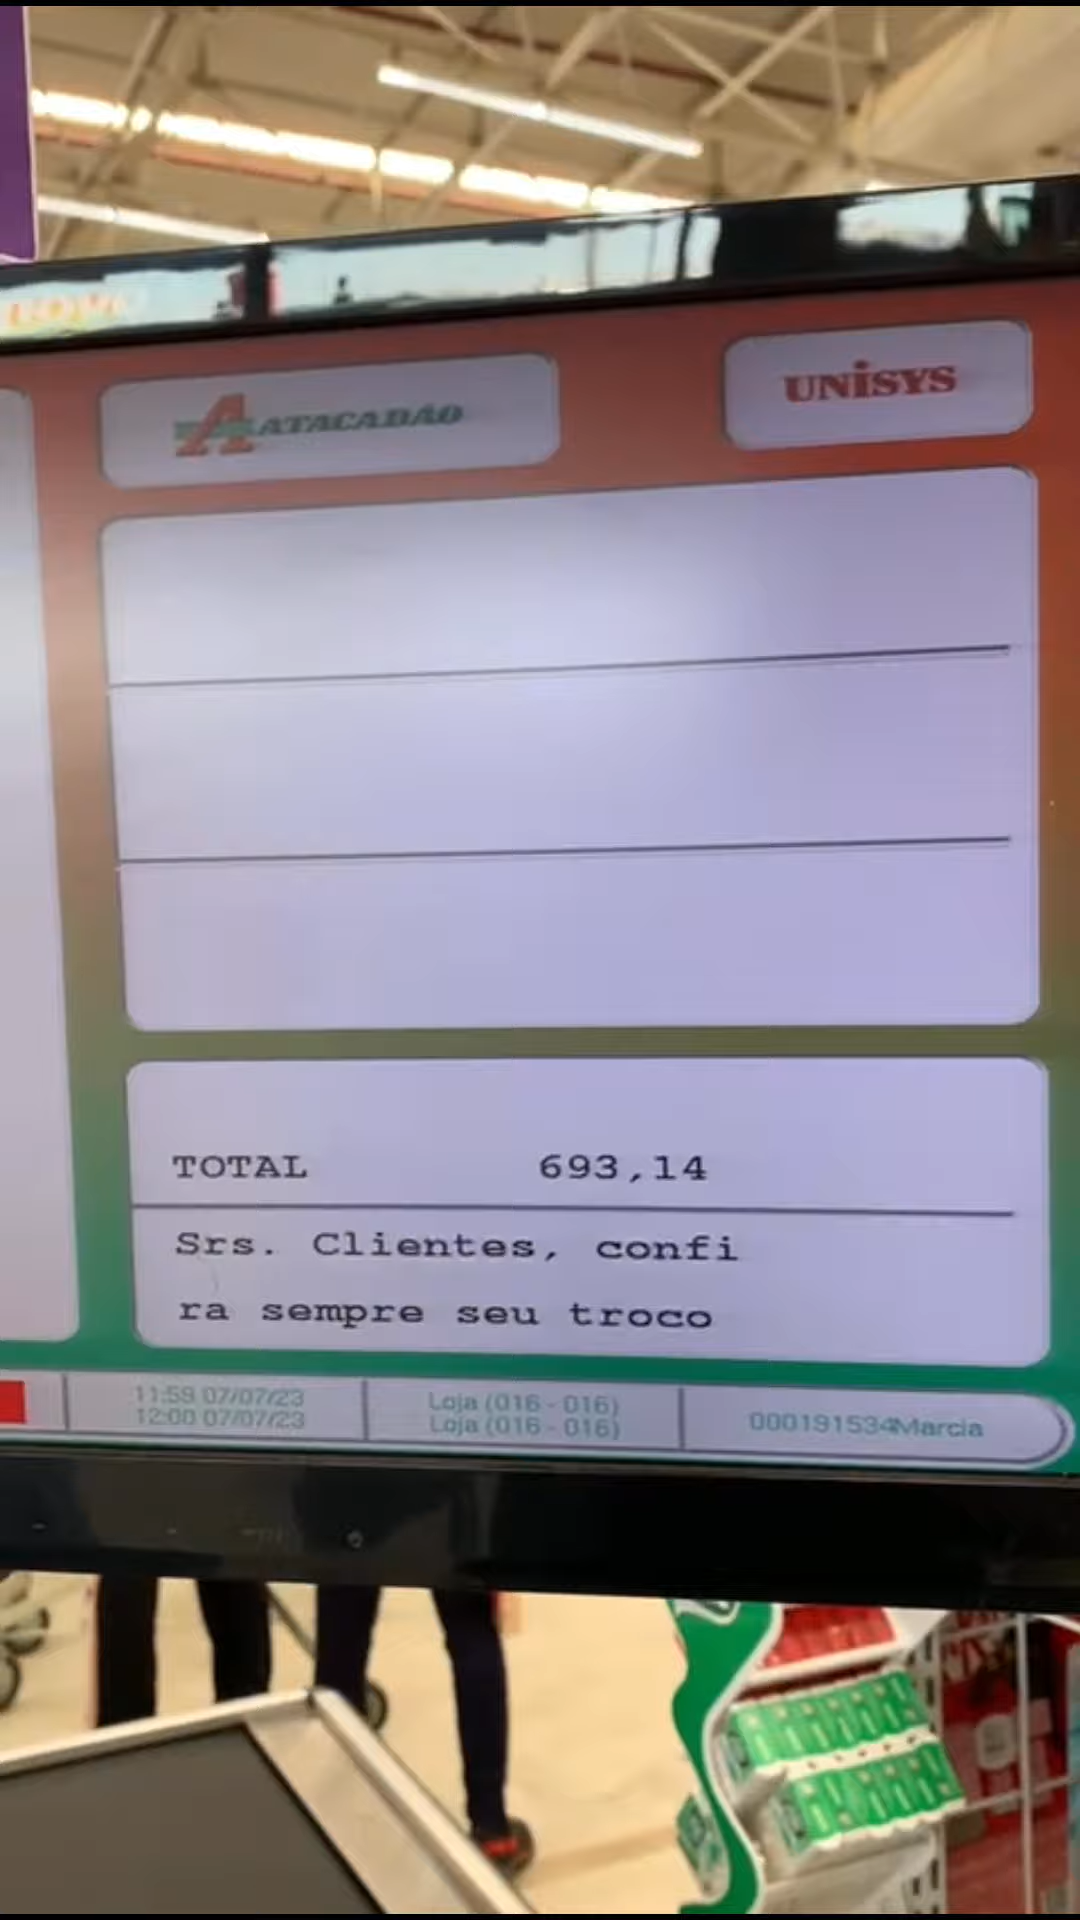 ATACADÃO
UNISYS
TOTAL 693,14
Srs. Clientes, confi
ra sempre seu troco
11:59 07/07/23
12:00 07/07/23
Loja (016 - 016)
Loja (016 - 016)
000191534Marcia